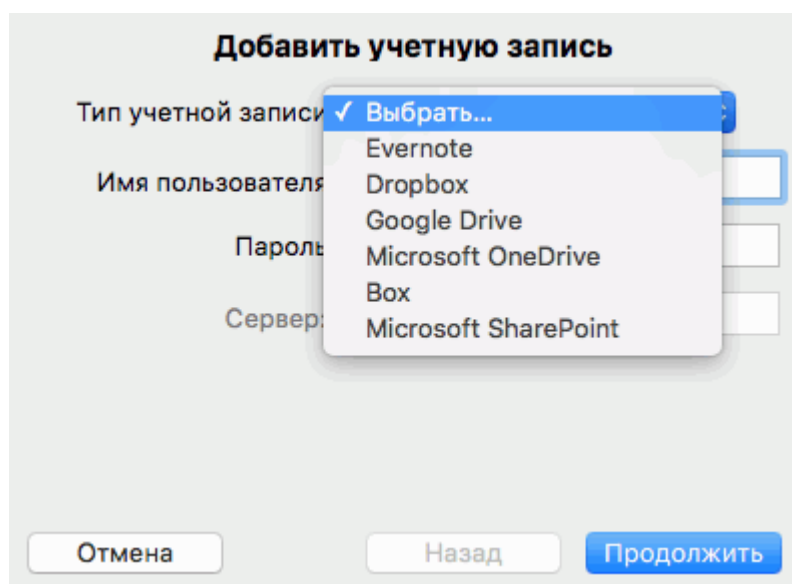 Добавить учетную запись
Тип учетной записи
✓ Выбрать...
Evernote
Имя пользователя
Dropbox
Google Drive
Пароль
Microsoft OneDrive
Box
Сервер:
Microsoft SharePoint
Отмена
Назад
Продолжить